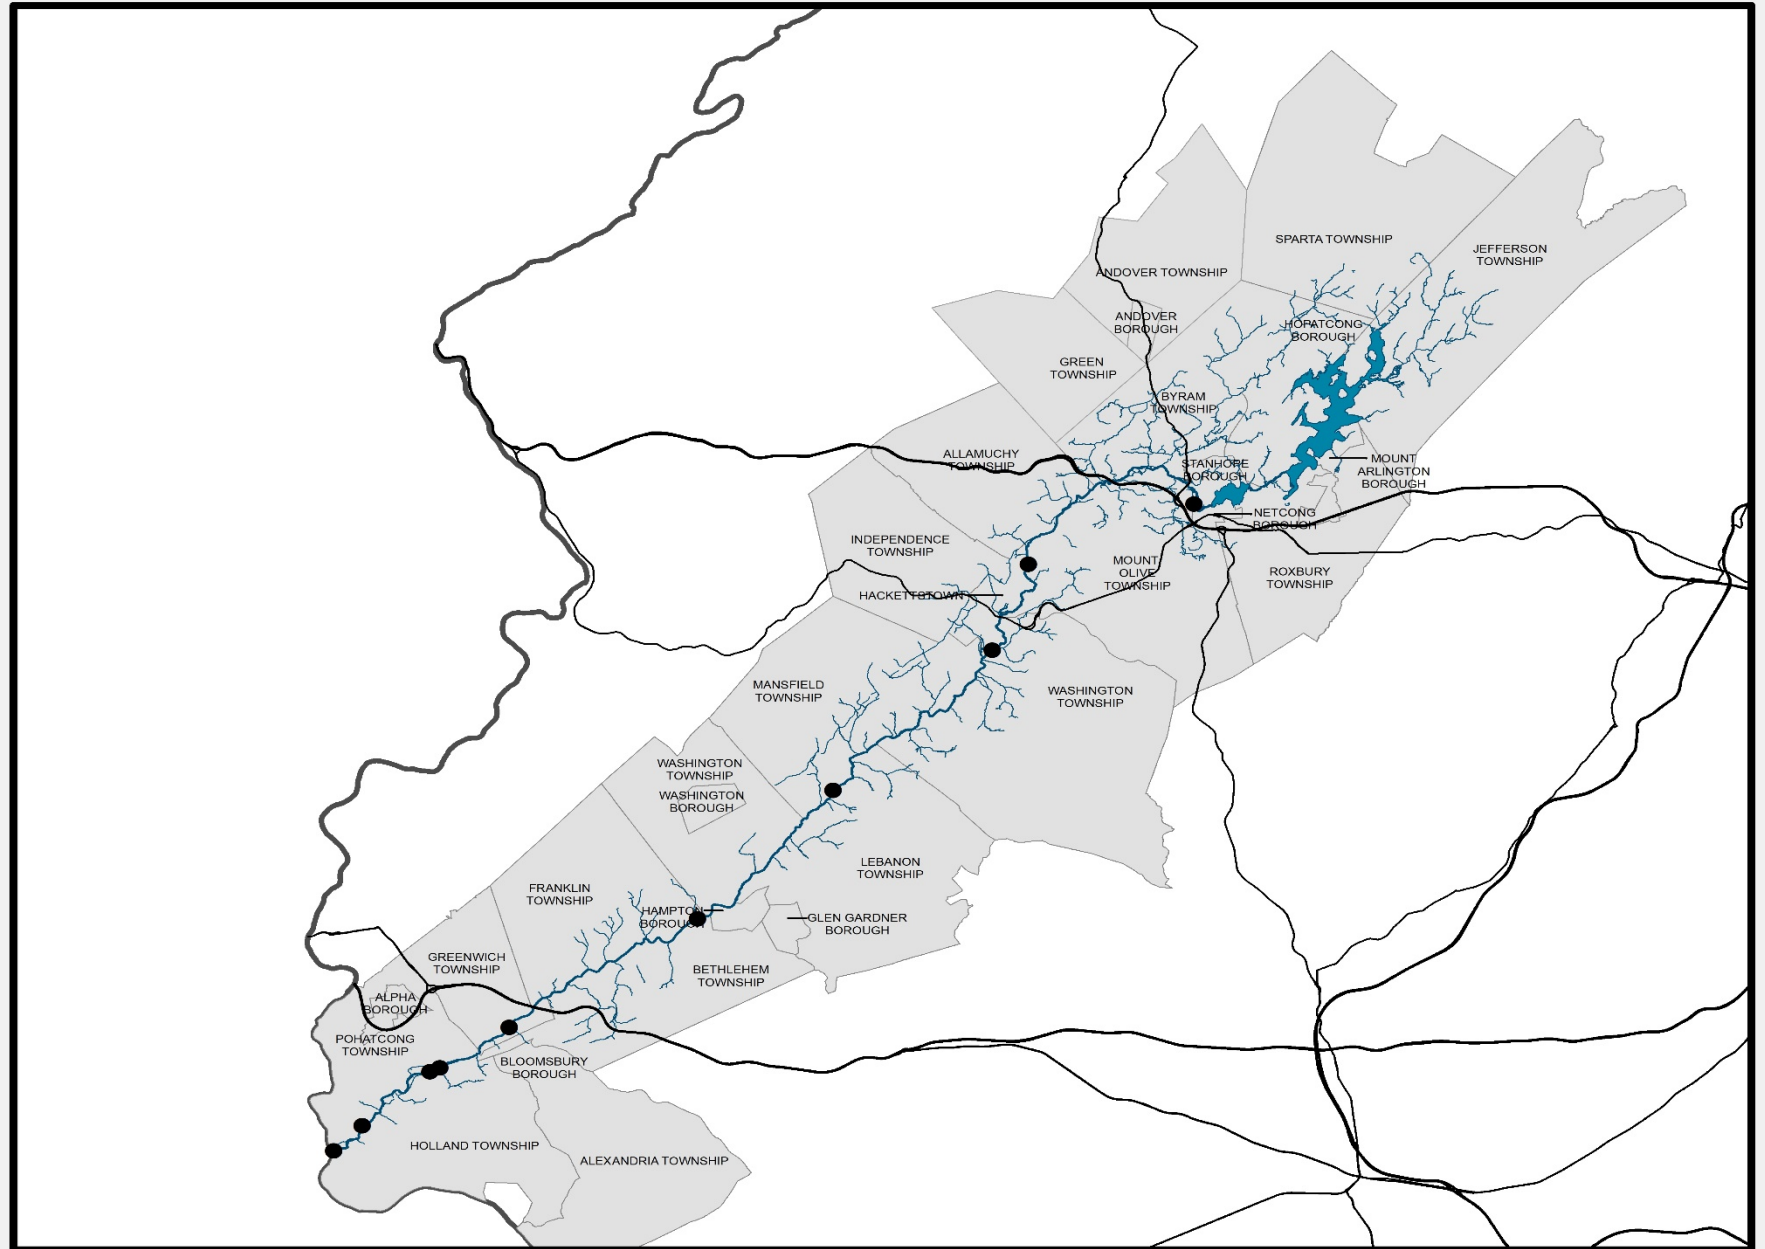 SPARTA TOWNSHIP
JEFFERSON
TOWNSHIP
ANDOVER TOWNSHIP
ANDOVER
BOROUGH
HOPATCONG
BOROUGH
GREEN
TOWNSHIP
BYRAM
TOWNSHIP
ALLAMUCHY
TOWNSHIP
STANHOPE
BOROUGH
MOUNT
ARLINGTON
BOROUGH
NETCONG
BOROUGH
INDEPENDENCE
TOWNSHIP
MOUNT
OLIVE
TOWNSHIP
ROXBURY
TOWNSHIP
HACKETTSTOWN
MANSFIELD
TOWNSHIP
WASHINGTON
TOWNSHIP
WASHINGTON
TOWNSHIP
WASHINGTON
BOROUGH
LEBANON
TOWNSHIP
FRANKLIN
TOWNSHIP
HAMPTON
BOROUGH
GLEN GARDNER
BOROUGH
GREENWICH
TOWNSHIP
BETHLEHEM
TOWNSHIP
ALPHA
BOROUGH
POHATCONG
TOWNSHIP
BLOOMSBURY
BOROUGH
HOLLAND TOWNSHIP
ALEXANDRIA TOWNSHIP